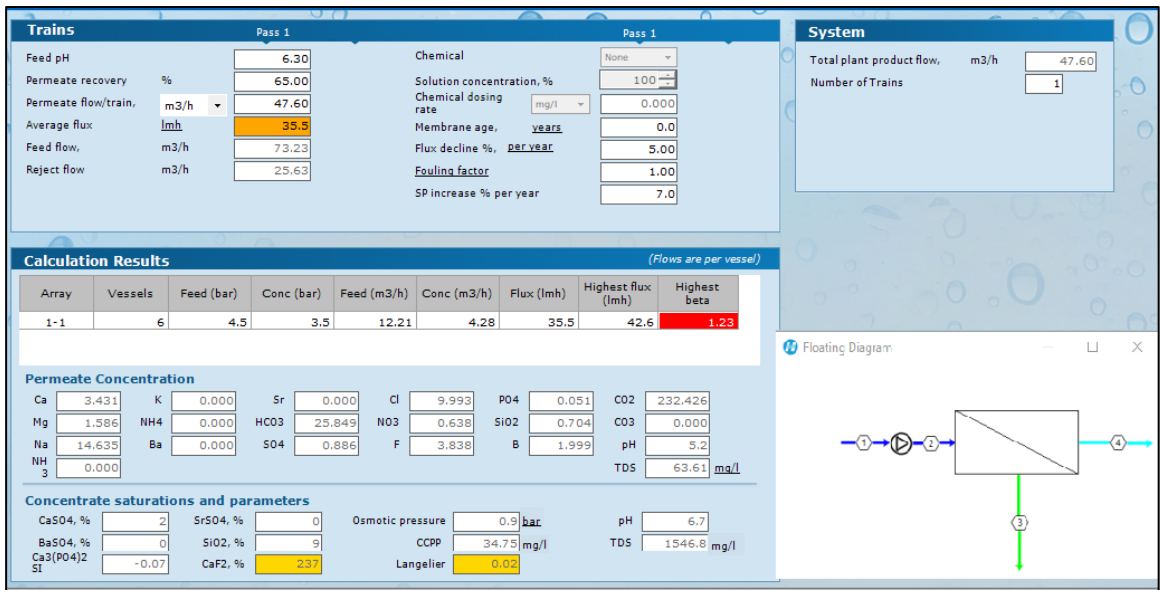 Trains Pass 1 Pass 1
Feed pH 6.30
Permeate recovery % 65.00
Permeate flow/train, m3/h 47.60
Average flux lmh 35.5
Feed flow, m3/h 73.23
Reject flow m3/h 25.63
Chemical None
Solution concentration, % 100
Chemical dosing
rate mg/l 0.000
Membrane age, years 0.0
Flux decline %, per year 5.00
Fouling factor 1.00
SP increase % per year 7.0
System
Total plant product flow, m3/h 47.60
Number of Trains 1
Calculation Results (Flows are per vessel)
Array Vessels Feed (bar) Conc (bar) Feed (m3/h) Conc (m3/h) Flux (lmh) Highest flux (lmh) Highest beta
1-1 6 4.5 3.5 12.21 4.28 35.5 42.6 1.23
Permeate Concentration
Ca 3.431 K 0.000 Sr 0.000 Cl 9.993 PO4 0.051 CO2 232.426
Mg 1.586 NH4 0.000 HCO3 25.849 NO3 0.638 SiO2 0.704 CO3 0.000
Na 14.635 Ba 0.000 SO4 0.886 F 3.838 B 1.999 pH 5.2
NH
3 0.000 TDS 63.61 mg/l
Concentrate saturations and parameters
CaSO4, % 2 SrSO4, % 0 Osmotic pressure 0.9 bar pH 6.7
BaSO4, % 0 SiO2, % 9 CCPP 34.75 mg/l TDS 1546.8 mg/l
Ca3(PO4)2
SI -0.07 CaF2, % 237 Langelier 0.02
Floating Diagram
1 2 4
3